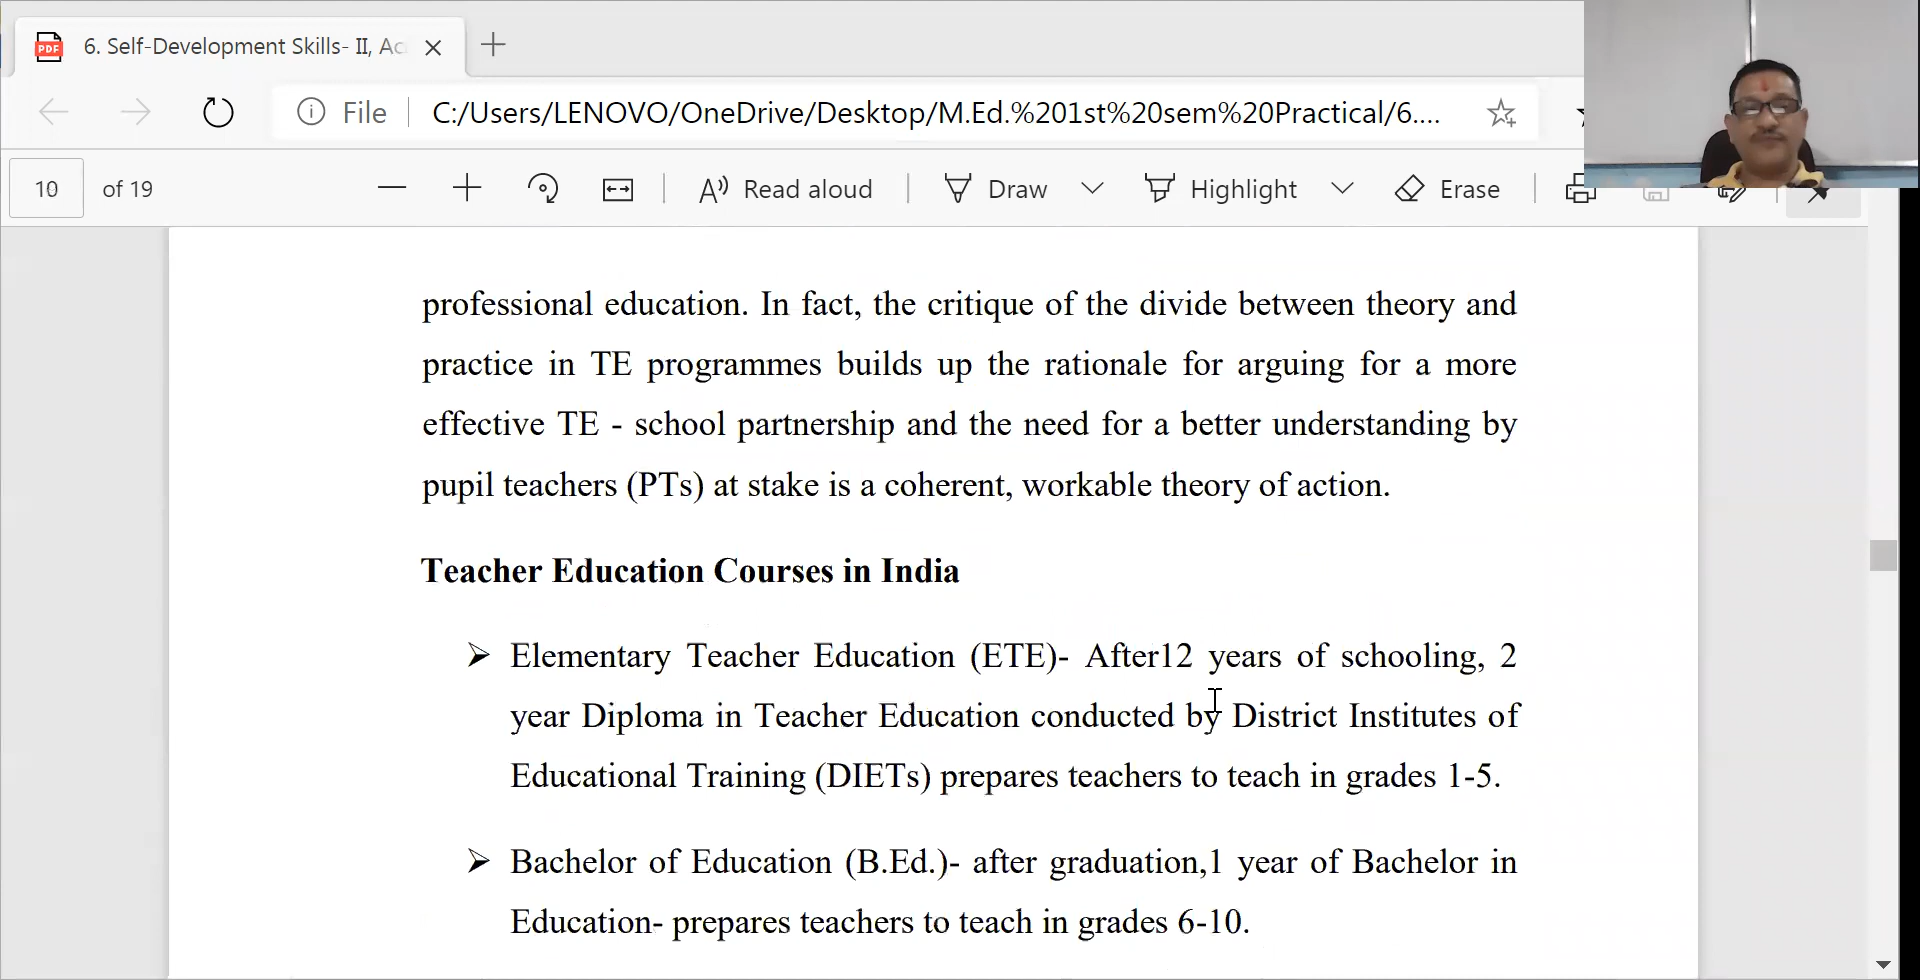 6. Self-Development Skills- II, Ac
File
C:/Users/LENOVO/OneDrive/Desktop/M.Ed.%201st%20sem%20Practical/6....
10 of 19
Read aloud
Draw
Highlight
Erase
professional education. In fact, the critique of the divide between theory and
practice in TE programmes builds up the rationale for arguing for a more
effective TE - school partnership and the need for a better understanding by
pupil teachers (PTs) at stake is a coherent, workable theory of action.
Teacher Education Courses in India
➢ Elementary Teacher Education (ETE)- After12 years of schooling, 2
year Diploma in Teacher Education conducted by District Institutes of
Educational Training (DIETs) prepares teachers to teach in grades 1-5.
➢ Bachelor of Education (B.Ed.)- after graduation,1 year of Bachelor in
Education- prepares teachers to teach in grades 6-10.